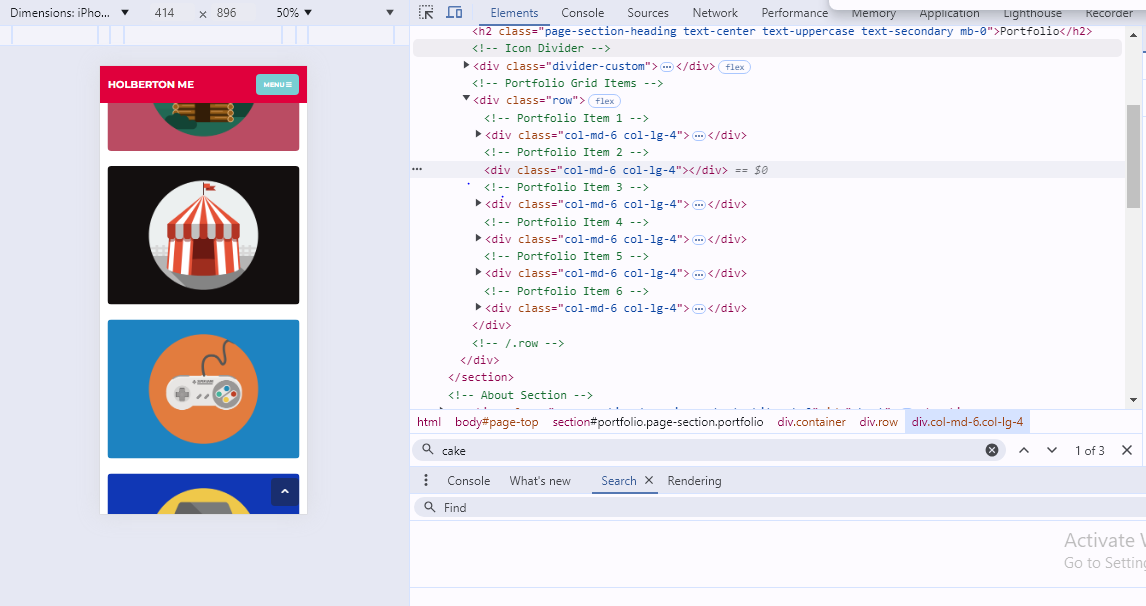 Dimensions: iPho... ▼ 414 × 896 50% ▼ ▼
Elements Console Sources Network Performance Memory Application Lighthouse Recorder
HOLBERTON ME
MENU
<h2 class="page-section-heading text-center text-uppercase text-secondary mb-0">Portfolio</h2>
<!-- Icon Divider -->
<div class="divider-custom">⋯</div> flex
<!-- Portfolio Grid Items -->
<div class="row"> flex
<!-- Portfolio Item 1 -->
<div class="col-md-6 col-lg-4">⋯</div>
<!-- Portfolio Item 2 -->
<div class="col-md-6 col-lg-4"></div> == $0
<!-- Portfolio Item 3 -->
<div class="col-md-6 col-lg-4">⋯</div>
<!-- Portfolio Item 4 -->
<div class="col-md-6 col-lg-4">⋯</div>
<!-- Portfolio Item 5 -->
<div class="col-md-6 col-lg-4">⋯</div>
<!-- Portfolio Item 6 -->
<div class="col-md-6 col-lg-4">⋯</div>
</div>
<!-- /.row -->
</div>
</section>
<!-- About Section -->
html body#page-top section#portfolio.page-section.portfolio div.container div.row div.col-md-6.col-lg-4
cake 1 of 3
Console What's new Search Rendering
Find
Activate W
Go to Setting